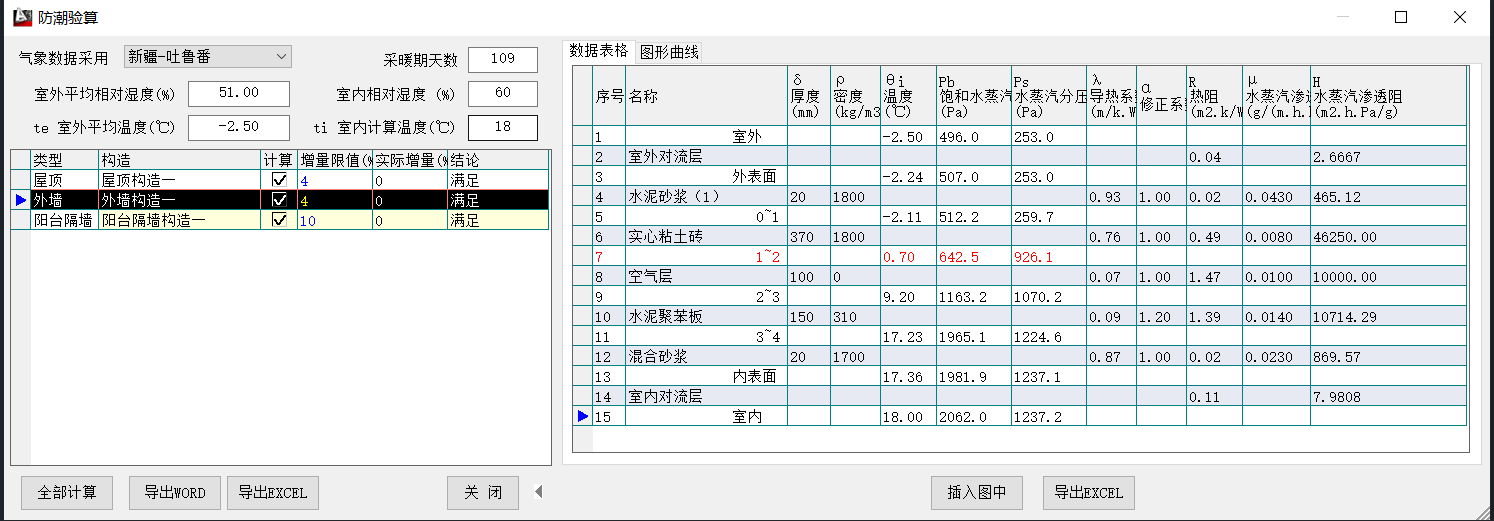 防潮验算
气象数据采用 新疆-吐鲁番 采暖期天数 109
室外平均相对湿度(%) 51.00 室内相对湿度 (%) 60
te 室外平均温度(℃) -2.50 ti 室内计算温度(℃) 18
类型 构造 计算 增量限值(% 实际增量(% 结论
屋顶 屋顶构造一 4 0 满足
外墙 外墙构造一 4 0 满足
阳台隔墙 阳台隔墙构造一 10 0 满足
全部计算 导出WORD 导出EXCEL 关 闭
数据表格 图形曲线
序号 名称 δ 厚度 (mm) ρ 密度 (kg/m3 θi 温度 (℃) Pb 饱和水蒸汽 (Pa) Ps 水蒸汽分压 (Pa) λ 导热系 (m/k.W α 修正系 R 热阻 (m2.k/W μ 水蒸汽渗 (g/(m.h. H 水蒸汽渗透阻 (m2.h.Pa/g)
1 室外 -2.50 496.0 253.0
2 室外对流层 0.04 2.6667
3 外表面 -2.24 507.0 253.0
4 水泥砂浆（1） 20 1800 0.93 1.00 0.02 0.0430 465.12
5 0~1 -2.11 512.2 259.7
6 实心粘土砖 370 1800 0.76 1.00 0.49 0.0080 46250.00
7 1~2 0.70 642.5 926.1
8 空气层 100 0 0.07 1.00 1.47 0.0100 10000.00
9 2~3 9.20 1163.2 1070.2
10 水泥聚苯板 150 310 0.09 1.20 1.39 0.0140 10714.29
11 3~4 17.23 1965.1 1224.6
12 混合砂浆 20 1700 0.87 1.00 0.02 0.0230 869.57
13 内表面 17.36 1981.9 1237.1
14 室内对流层 0.11 7.9808
15 室内 18.00 2062.0 1237.2
插入图中 导出EXCEL